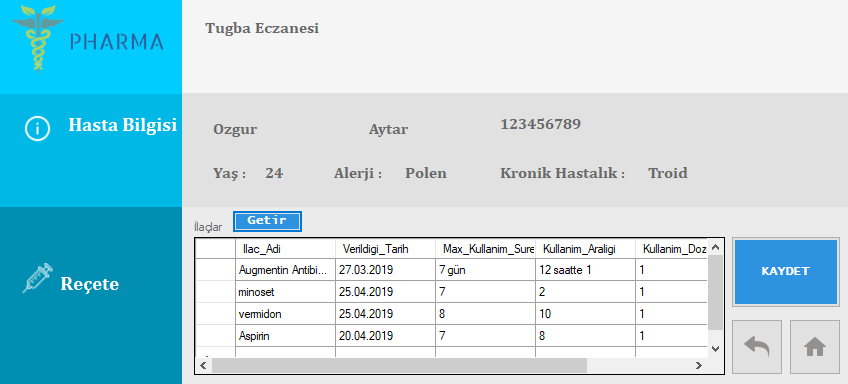 PHARMA
Tugba Eczanesi
Hasta Bilgisi
Ozgur Aytar 123456789
Yaş : 24 Alerji : Polen Kronik Hastalık : Troid
Reçete
İlaçlar Getir
Ilac_Adi Verildigi_Tarih Max_Kullanim_Sure Kullanim_Araligi Kullanim_Doz
Augmentin Antibi... 27.03.2019 7 gün 12 saatte 1 1
minoset 25.04.2019 7 2 1
vermidon 25.04.2019 8 10 1
Aspirin 20.04.2019 7 8 1
KAYDET